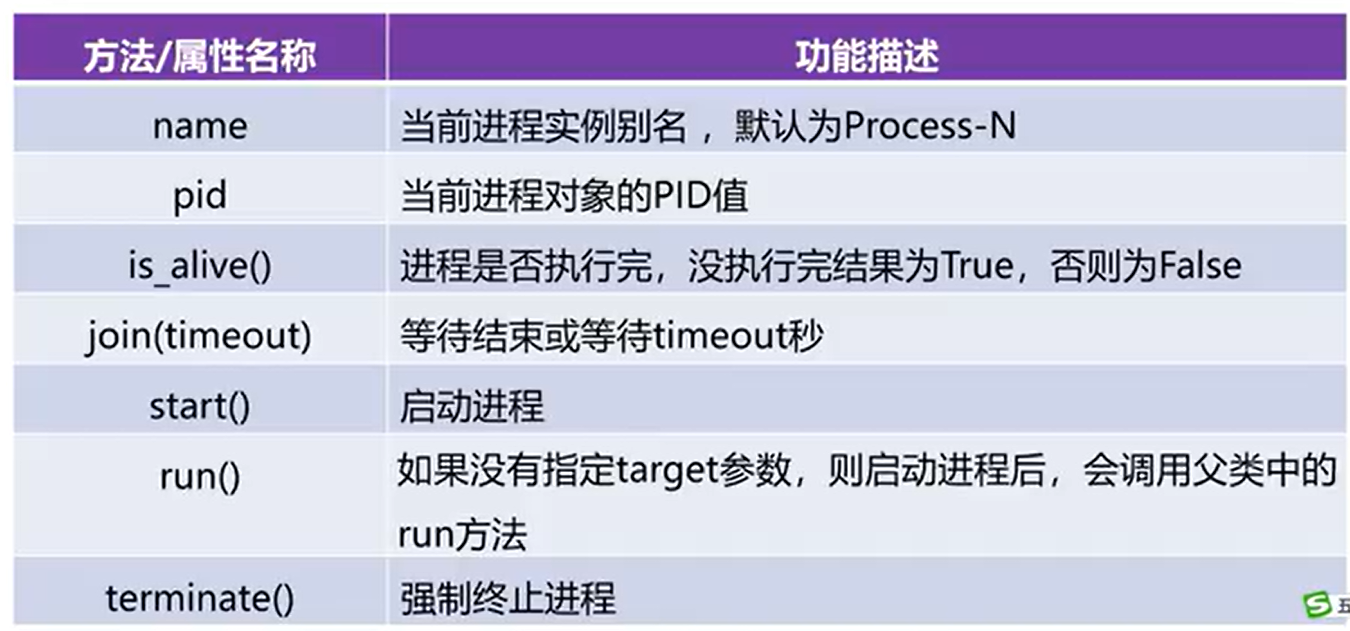 方法/属性名称 功能描述
name 当前进程实例别名，默认为Process-N
pid 当前进程对象的PID值
is_alive() 进程是否执行完，没执行完结果为True，否则为False
join(timeout) 等待结束或等待timeout秒
start() 启动进程
run() 如果没有指定target参数，则启动进程后，会调用父类中的
run方法
terminate() 强制终止进程